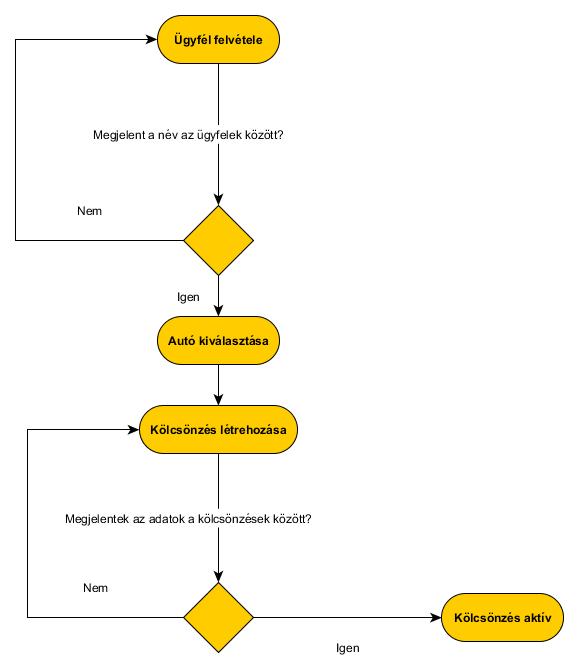 Ügyfél felvétele
Megjelent a név az ügyfelek között?
Nem
Igen
Autó kiválasztása
Kölcsönzés létrehozása
Megjelentek az adatok a kölcsönzések között?
Nem
Kölcsönzés aktív
Igen